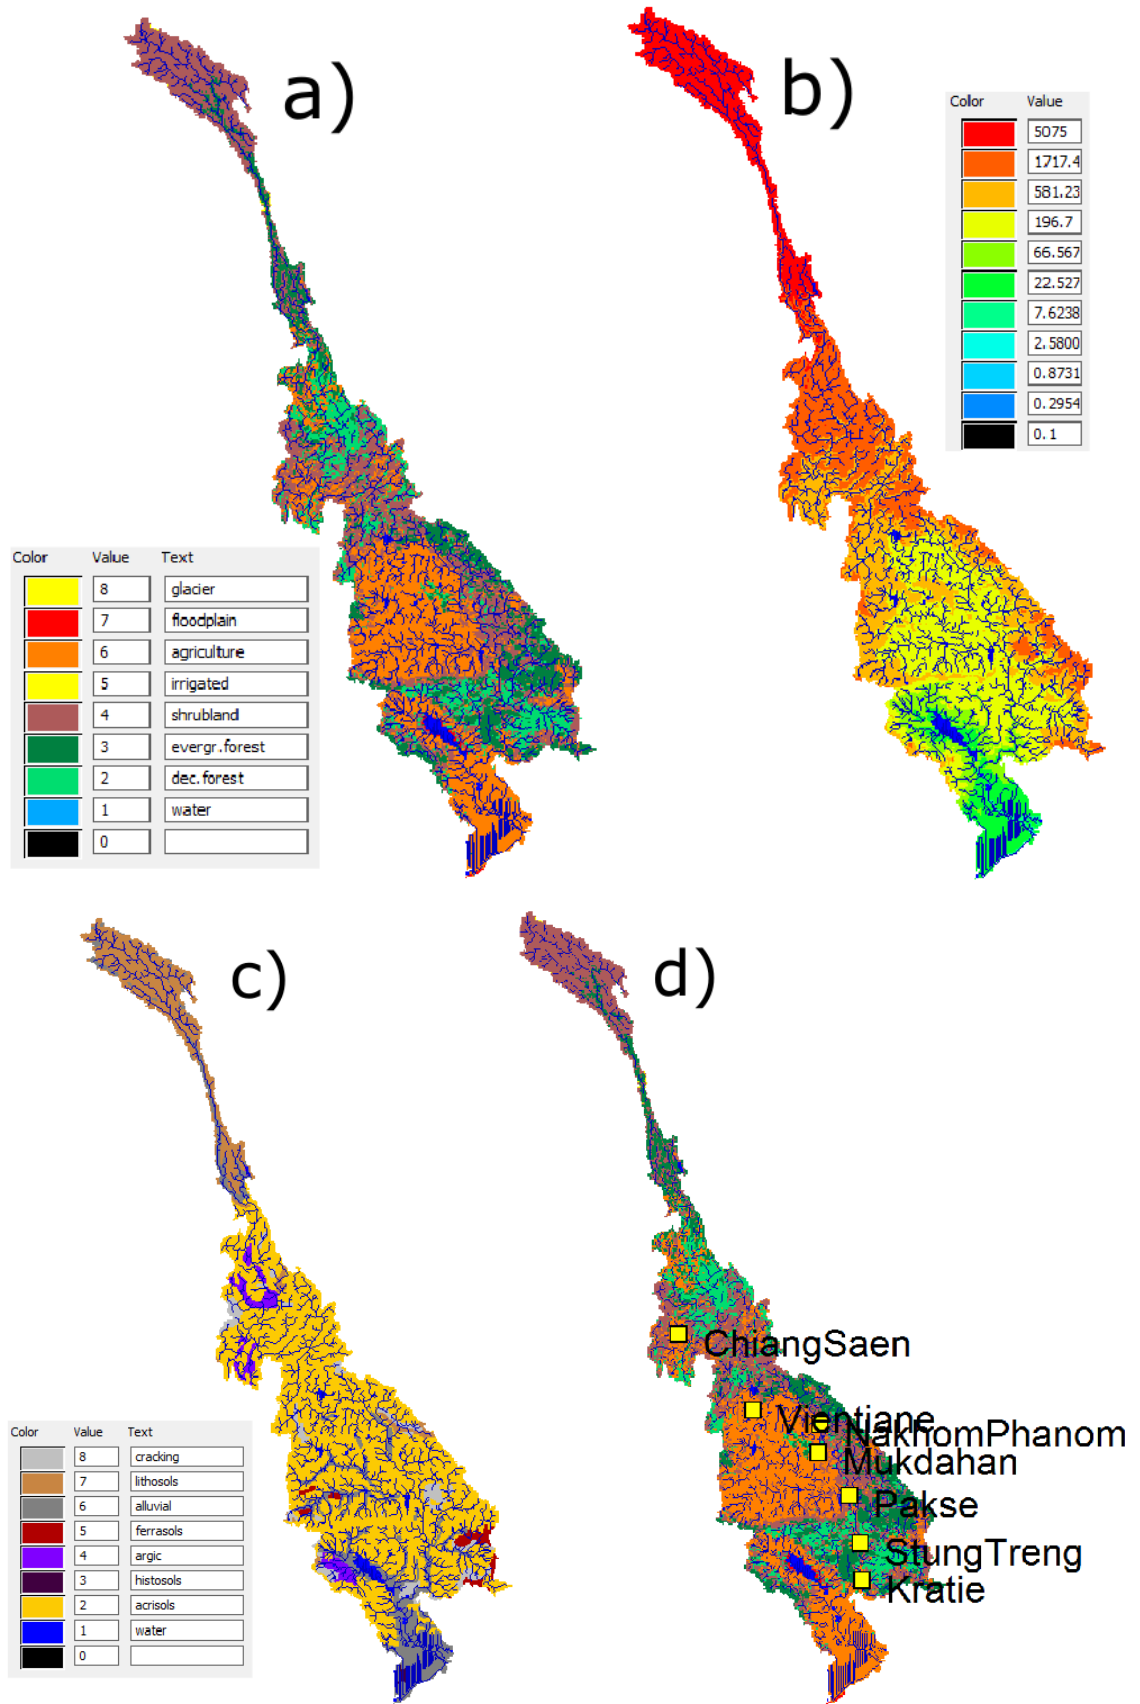 a)
b)
Color Value
5075
1717.4
581.23
196.7
66.567
22.527
7.6238
2.5800
0.8731
0.2954
0.1
Color Value Text
8 glacier
7 floodplain
6 agriculture
5 irrigated
4 shrubland
3 evergr.forest
2 dec.forest
1 water
0
c)
d)
ChiangSaen
Vientiane
NakhomPhanom
Mukdahan
Pakse
StungTreng
Kratie
Color Value Text
8 cracking
7 lithosols
6 alluvial
5 ferrasols
4 argic
3 histosols
2 acrisols
1 water
0